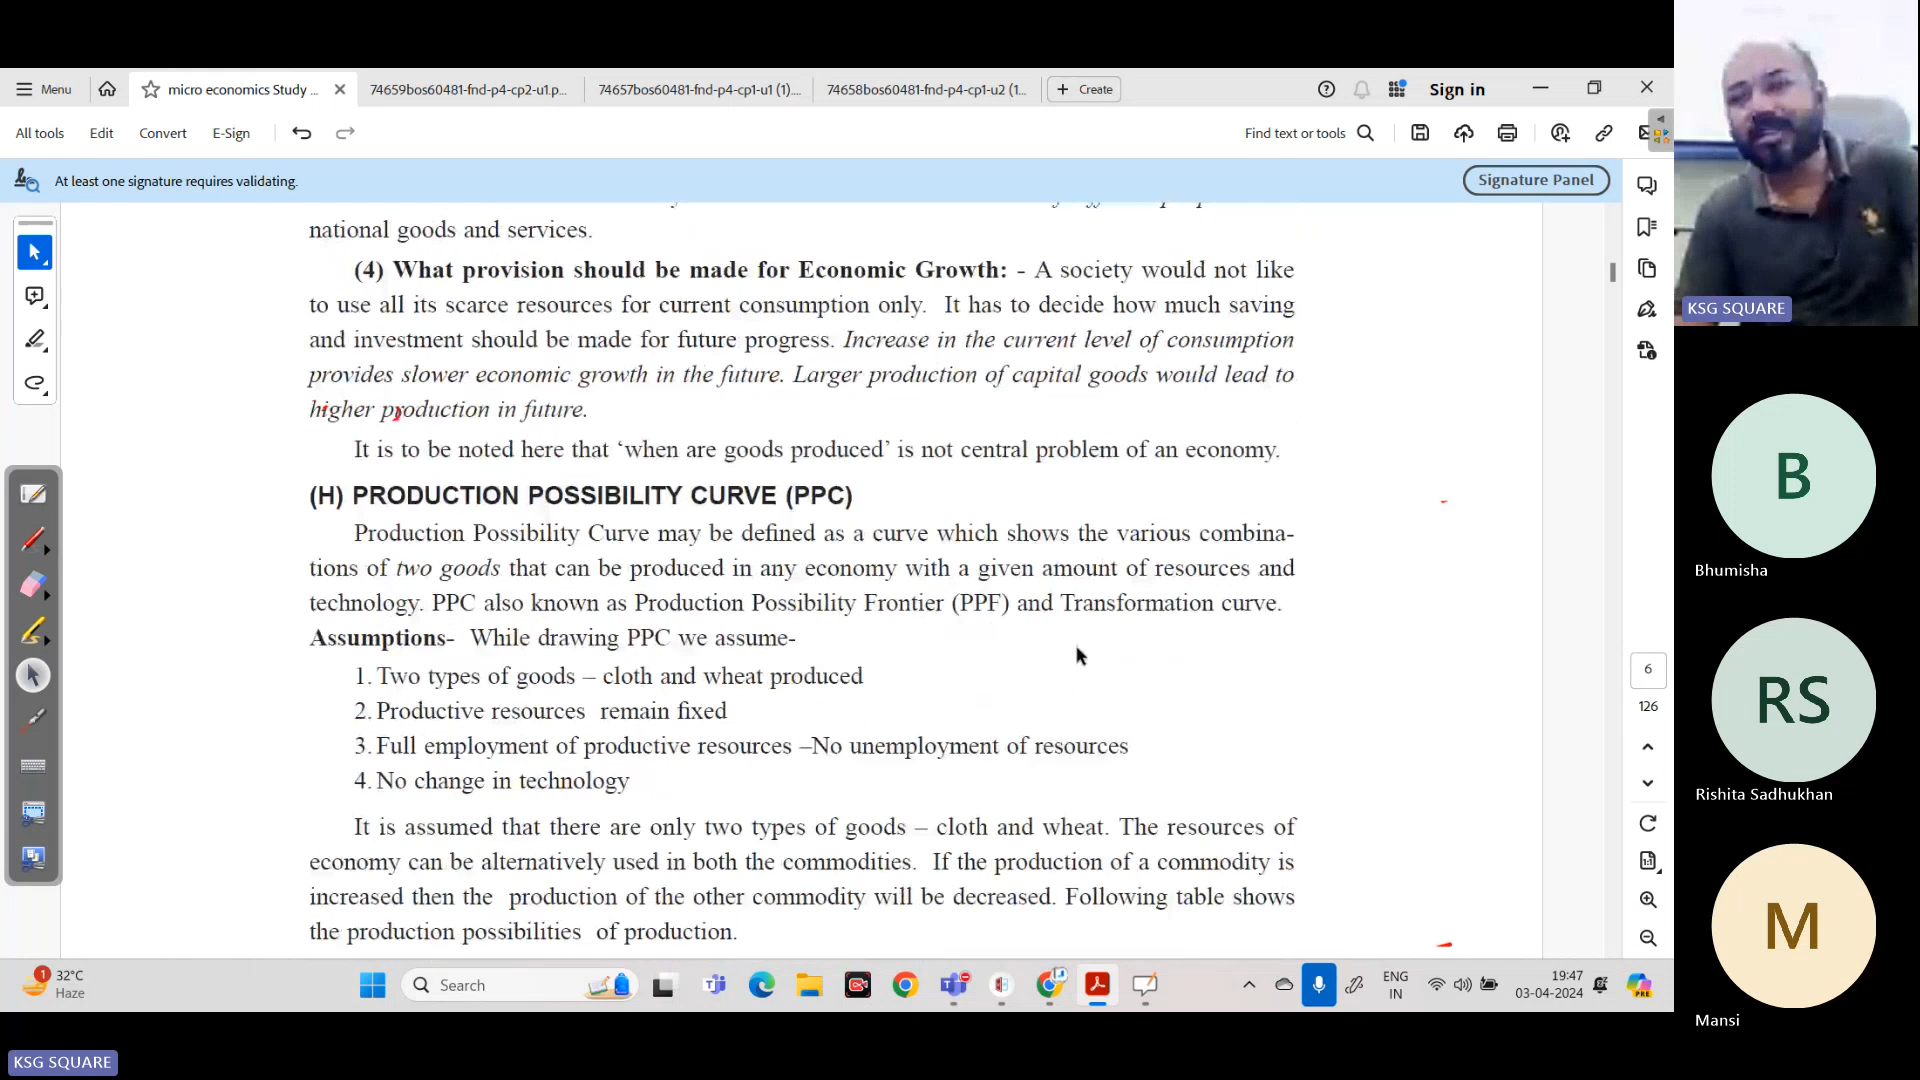 Menu
micro economics Study ...
74659bos60481-fnd-p4-cp2-u1.p...
74657bos60481-fnd-p4-cp1-u1 (1)....
74658bos60481-fnd-p4-cp1-u2 (1...
+ Create
Sign in
All tools
Edit
Convert
E-Sign
Find text or tools
At least one signature requires validating.
Signature Panel
national goods and services.
(4) What provision should be made for Economic Growth: - A society would not like
to use all its scarce resources for current consumption only. It has to decide how much saving
and investment should be made for future progress. Increase in the current level of consumption
provides slower economic growth in the future. Larger production of capital goods would lead to
higher production in future.
It is to be noted here that ‘when are goods produced’ is not central problem of an economy.
(H) PRODUCTION POSSIBILITY CURVE (PPC)
Production Possibility Curve may be defined as a curve which shows the various combina-
tions of two goods that can be produced in any economy with a given amount of resources and
technology. PPC also known as Production Possibility Frontier (PPF) and Transformation curve.
Assumptions- While drawing PPC we assume-
1. Two types of goods – cloth and wheat produced
2. Productive resources remain fixed
3. Full employment of productive resources –No unemployment of resources
4. No change in technology
It is assumed that there are only two types of goods – cloth and wheat. The resources of
economy can be alternatively used in both the commodities. If the production of a commodity is
increased then the production of the other commodity will be decreased. Following table shows
the production possibilities of production.
6
126
1:1
KSG SQUARE
B
Bhumisha
RS
Rishita Sadhukhan
M
Mansi
1
32°C
Haze
Search
ENG
IN
19:47
03-04-2024
PRE
KSG SQUARE